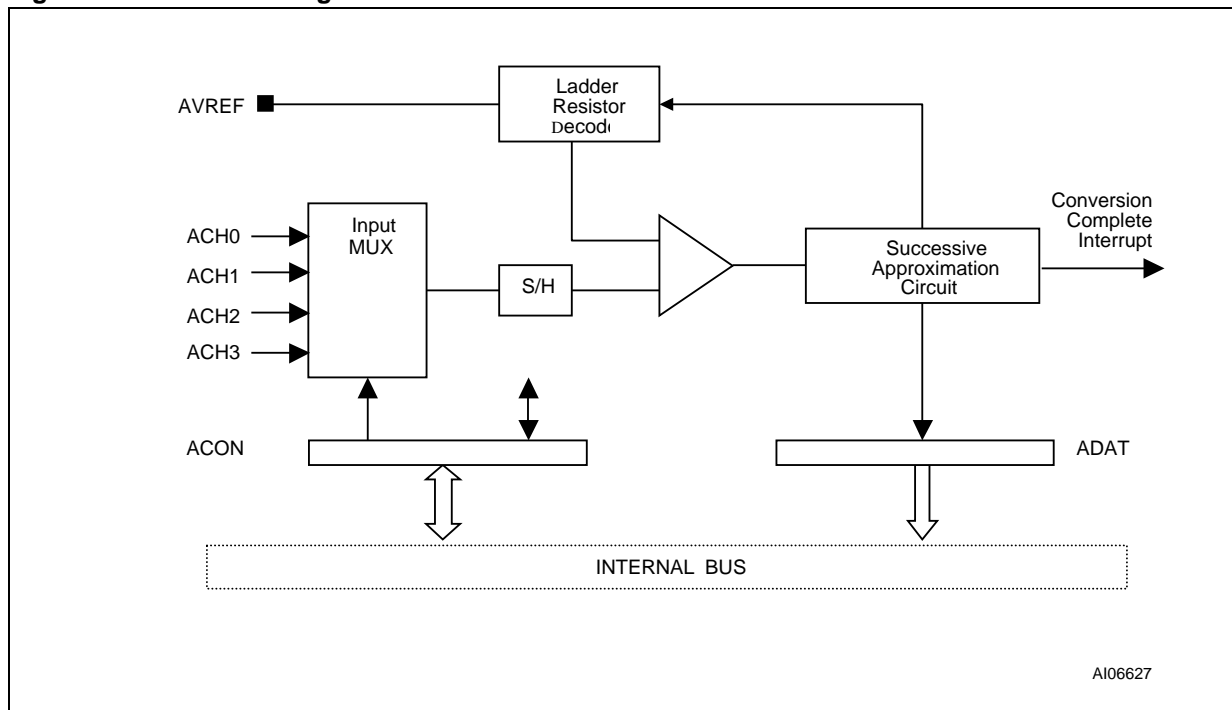 AVREF
Ladder
Resistor
Decode
ACH0
ACH1
ACH2
ACH3
Input
MUX
S/H
Successive
Approximation
Circuit
Conversion
Complete
Interrupt
ACON
ADAT
INTERNAL BUS
AI06627